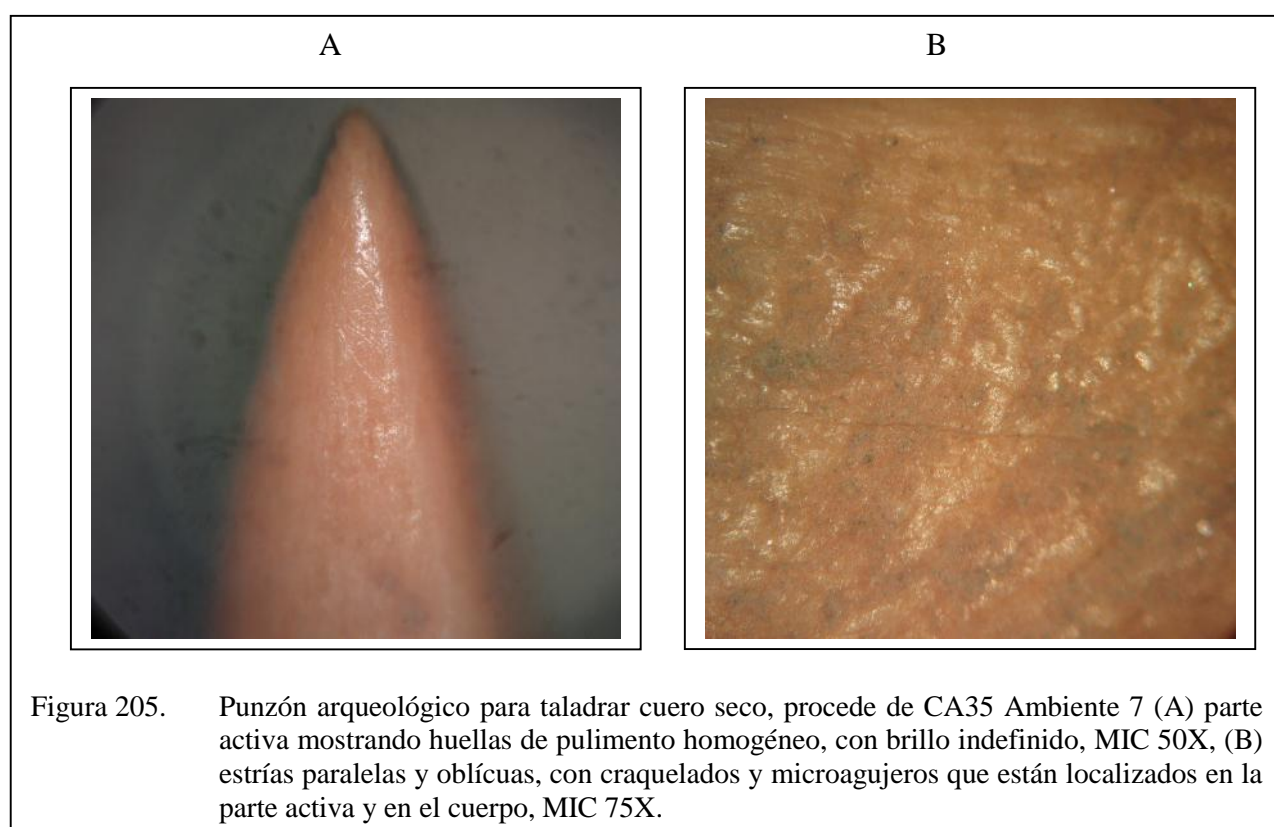 A B
Figura 205. Punzón arqueológico para taladrar cuero seco, procede de CA35 Ambiente 7 (A) parte
activa mostrando huellas de pulimento homogéneo, con brillo indefinido, MIC 50X, (B)
estrías paralelas y oblícuas, con craquelados y microagujeros que están localizados en la
parte activa y en el cuerpo, MIC 75X.